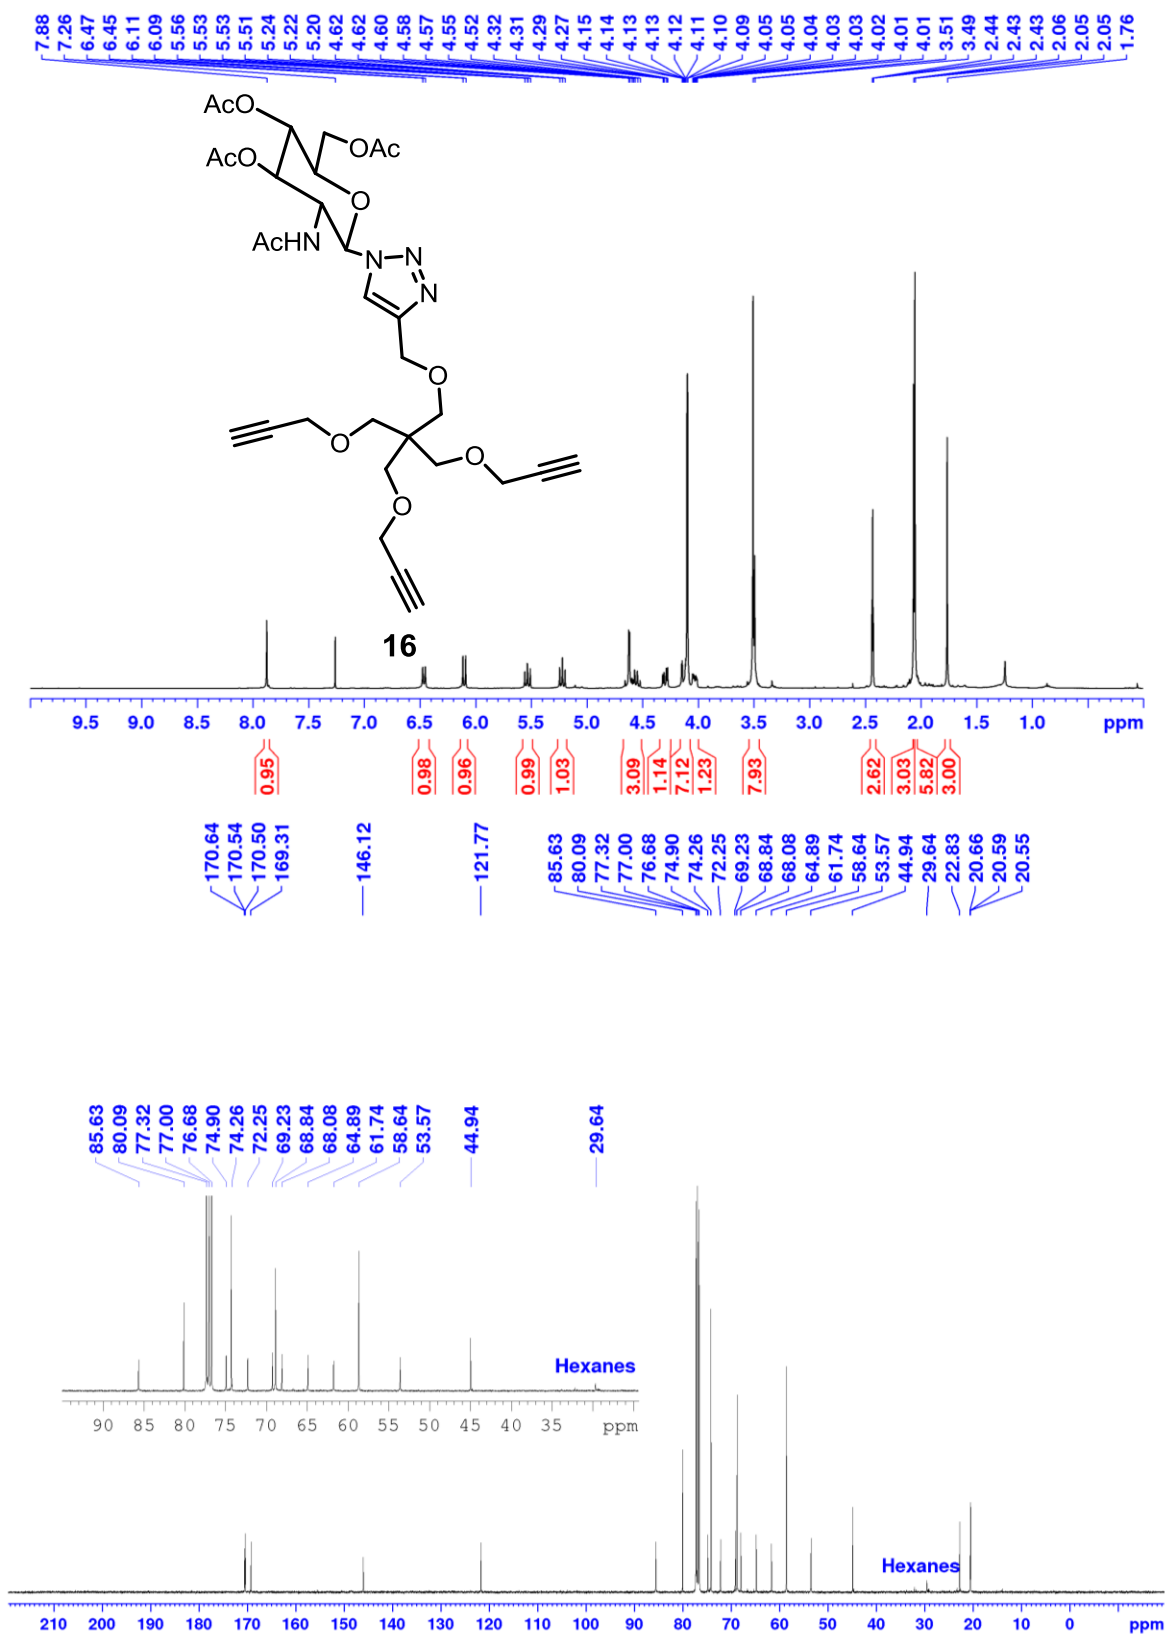 7.88 7.26 6.47 6.45 6.11 6.09 5.56 5.53 5.53 5.51 5.24 5.22 5.20 4.62 4.62 4.60 4.58 4.57 4.55 4.52 4.32 4.31 4.29 4.27 4.15 4.14 4.13 4.13 4.12 4.11 4.10 4.09 4.05 4.05 4.04 4.03 4.03 4.02 4.01 4.01 3.51 3.49 2.44 2.43 2.43 2.06 2.05 2.05 1.76
AcO
OAc
AcO
O
AcHN
N N
N
O
O
O
O
16
9.5 9.0 8.5 8.0 7.5 7.0 6.5 6.0 5.5 5.0 4.5 4.0 3.5 3.0 2.5 2.0 1.5 1.0 ppm
0.95 0.98 0.96 0.99 1.03 3.09 1.14 7.12 1.23 7.93 2.62 3.03 5.82 3.00
170.64 170.54 170.50 169.31 146.12 121.77 85.63 80.09 77.32 77.00 76.68 74.90 74.26 72.25 69.23 68.84 68.08 64.89 61.74 58.64 53.57 44.94 29.64 22.83 20.66 20.59 20.55
85.63 80.09 77.32 77.00 76.68 74.90 74.26 72.25 69.23 68.84 68.08 64.89 61.74 58.64 53.57 44.94 29.64
Hexanes
90 85 80 75 70 65 60 55 50 45 40 35 ppm
Hexanes
210 200 190 180 170 160 150 140 130 120 110 100 90 80 70 60 50 40 30 20 10 0 ppm